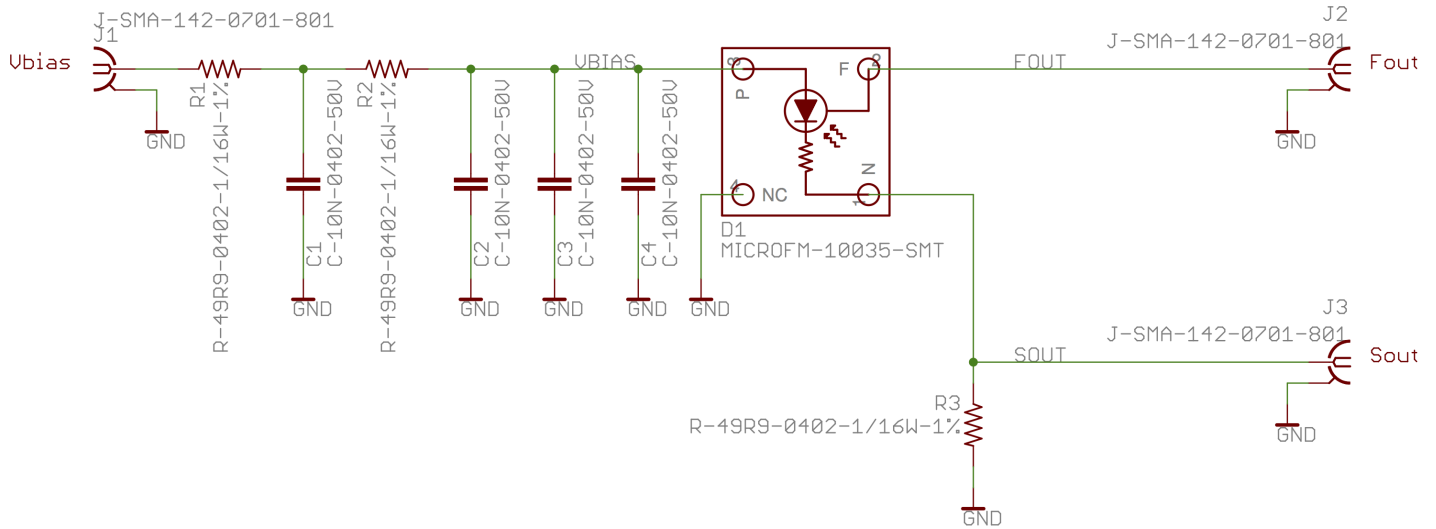 J-SMA-142-0701-801
J1
Vbias
R1
R-49R9-0402-1/16W-1%
GND
C1
C-10N-0402-50V
GND
R2
R-49R9-0402-1/16W-1%
C2
C-10N-0402-50V
GND
C3
C-10N-0402-50V
GND
VBIAS
C4
C-10N-0402-50V
GND
3
P
F
2
4
NC
N
1
D1
MICROFM-10035-SMT
GND
FOUT
J2
J-SMA-142-0701-801
Fout
GND
SOUT
J3
J-SMA-142-0701-801
Sout
GND
R3
R-49R9-0402-1/16W-1%
GND